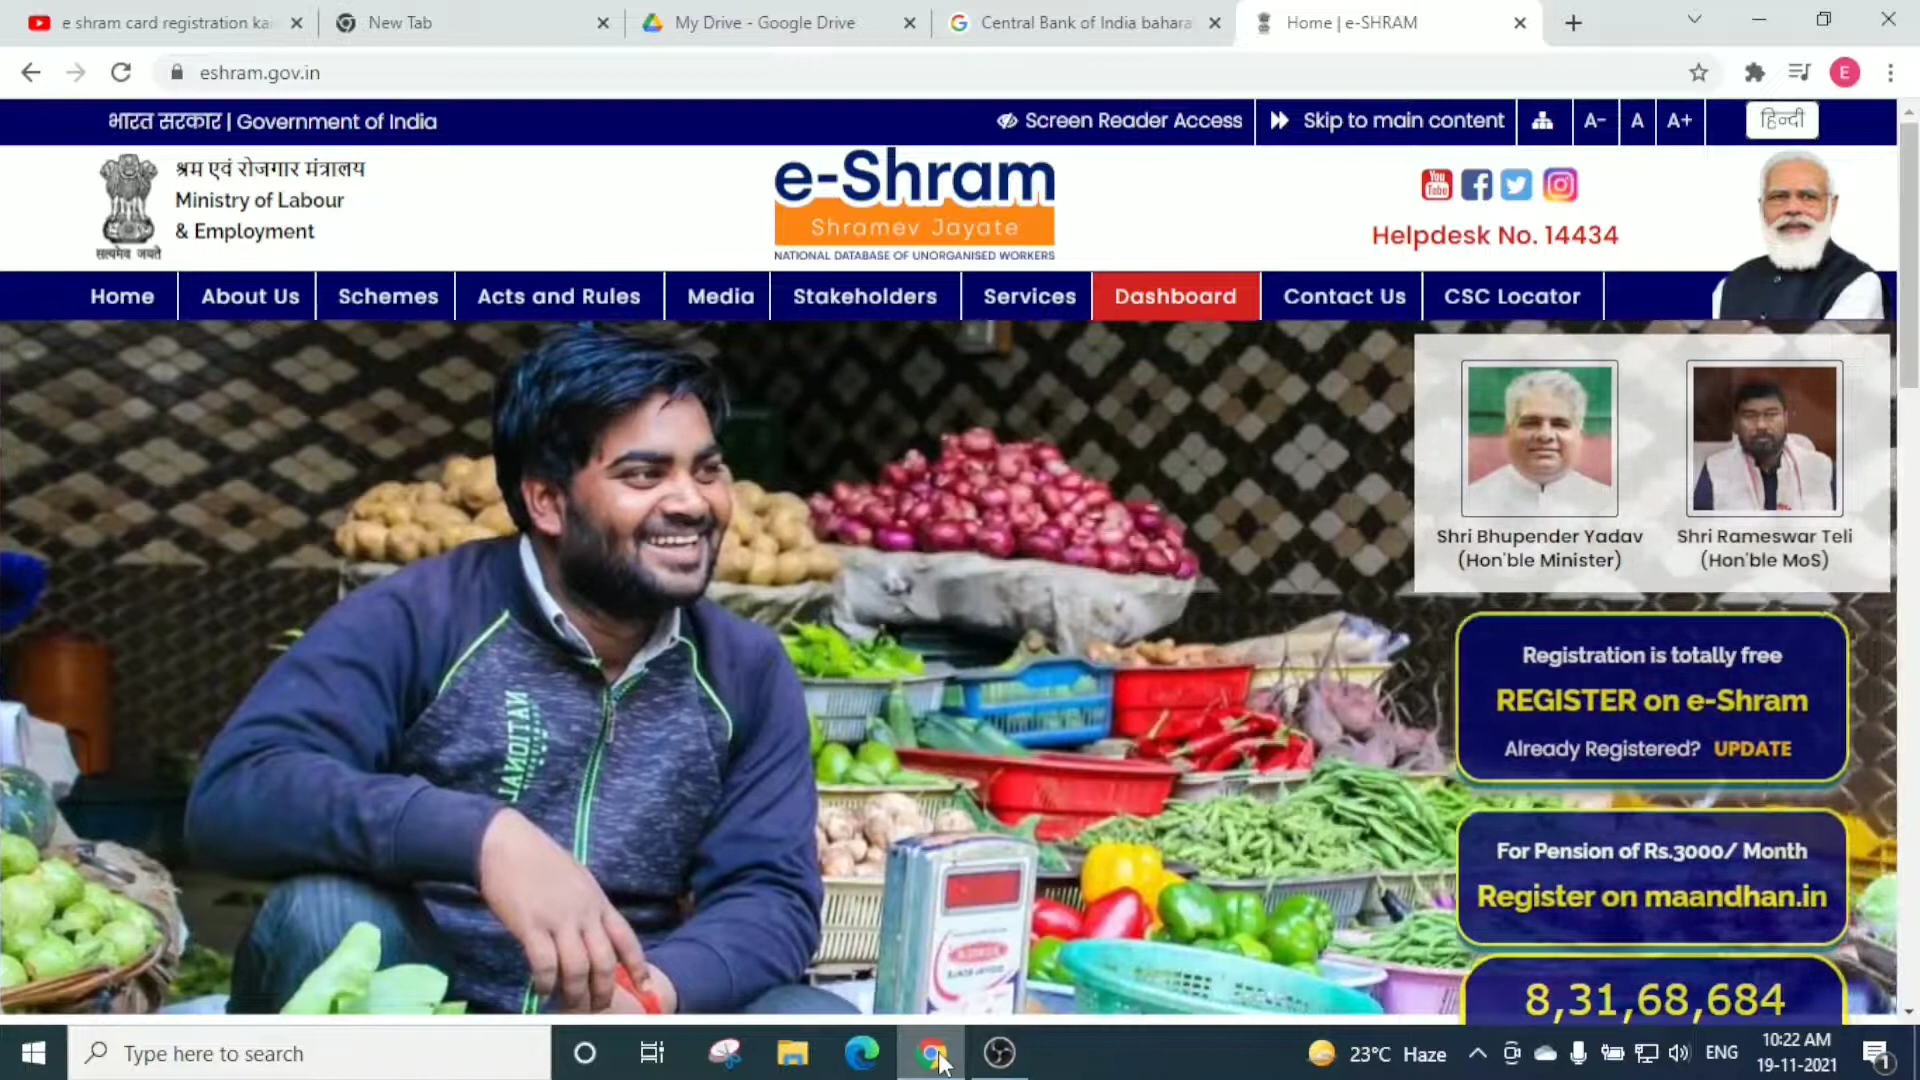 e shram card registration kai
New Tab
My Drive - Google Drive
Central Bank of India bahara
Home | e-SHRAM
eshram.gov.in
E
भारत सरकार | Government of India
Screen Reader Access
Skip to main content
A-
A
A+
हिन्दी
श्रम एवं रोजगार मंत्रालय
Ministry of Labour
& Employment
सत्यमेव जयते
e-Shram
Shramev Jayate
NATIONAL DATABASE OF UNORGANISED WORKERS
You
Tube
Helpdesk No. 14434
Home
About Us
Schemes
Acts and Rules
Media
Stakeholders
Services
Dashboard
Contact Us
CSC Locator
Shri Bhupender Yadav
(Hon'ble Minister)
Shri Rameswar Teli
(Hon'ble MoS)
NATIONAL
Registration is totally free
REGISTER on e-Shram
Already Registered? UPDATE
For Pension of Rs.3000/ Month
Register on maandhan.in
8,31,68,684
Type here to search
23°C Haze
ENG
10:22 AM
19-11-2021
1